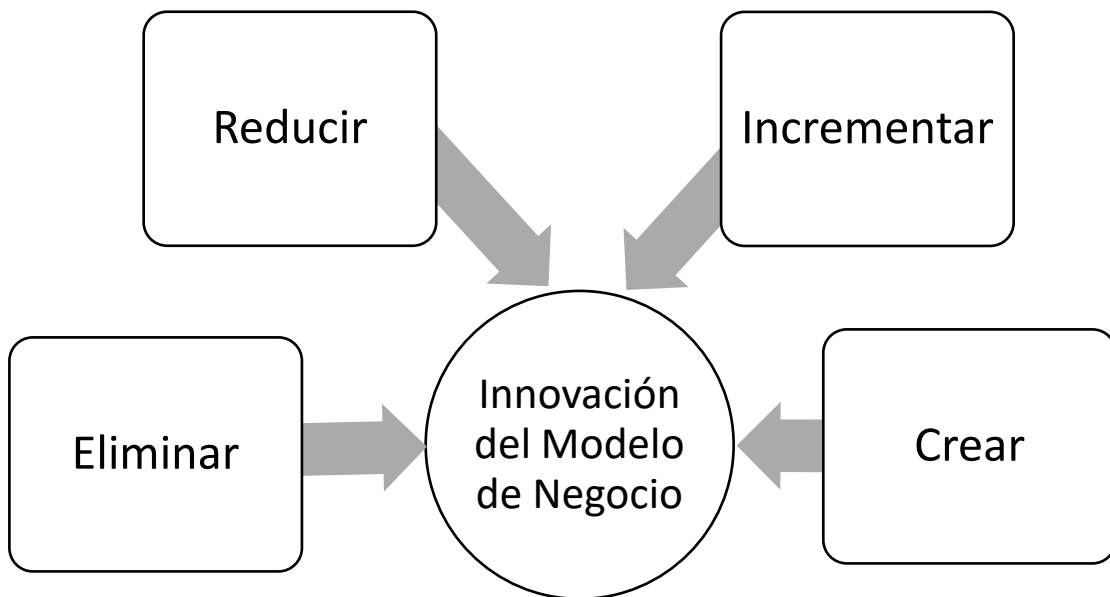 Reducir
Incrementar
Eliminar
Innovación
del Modelo
de Negocio
Crear